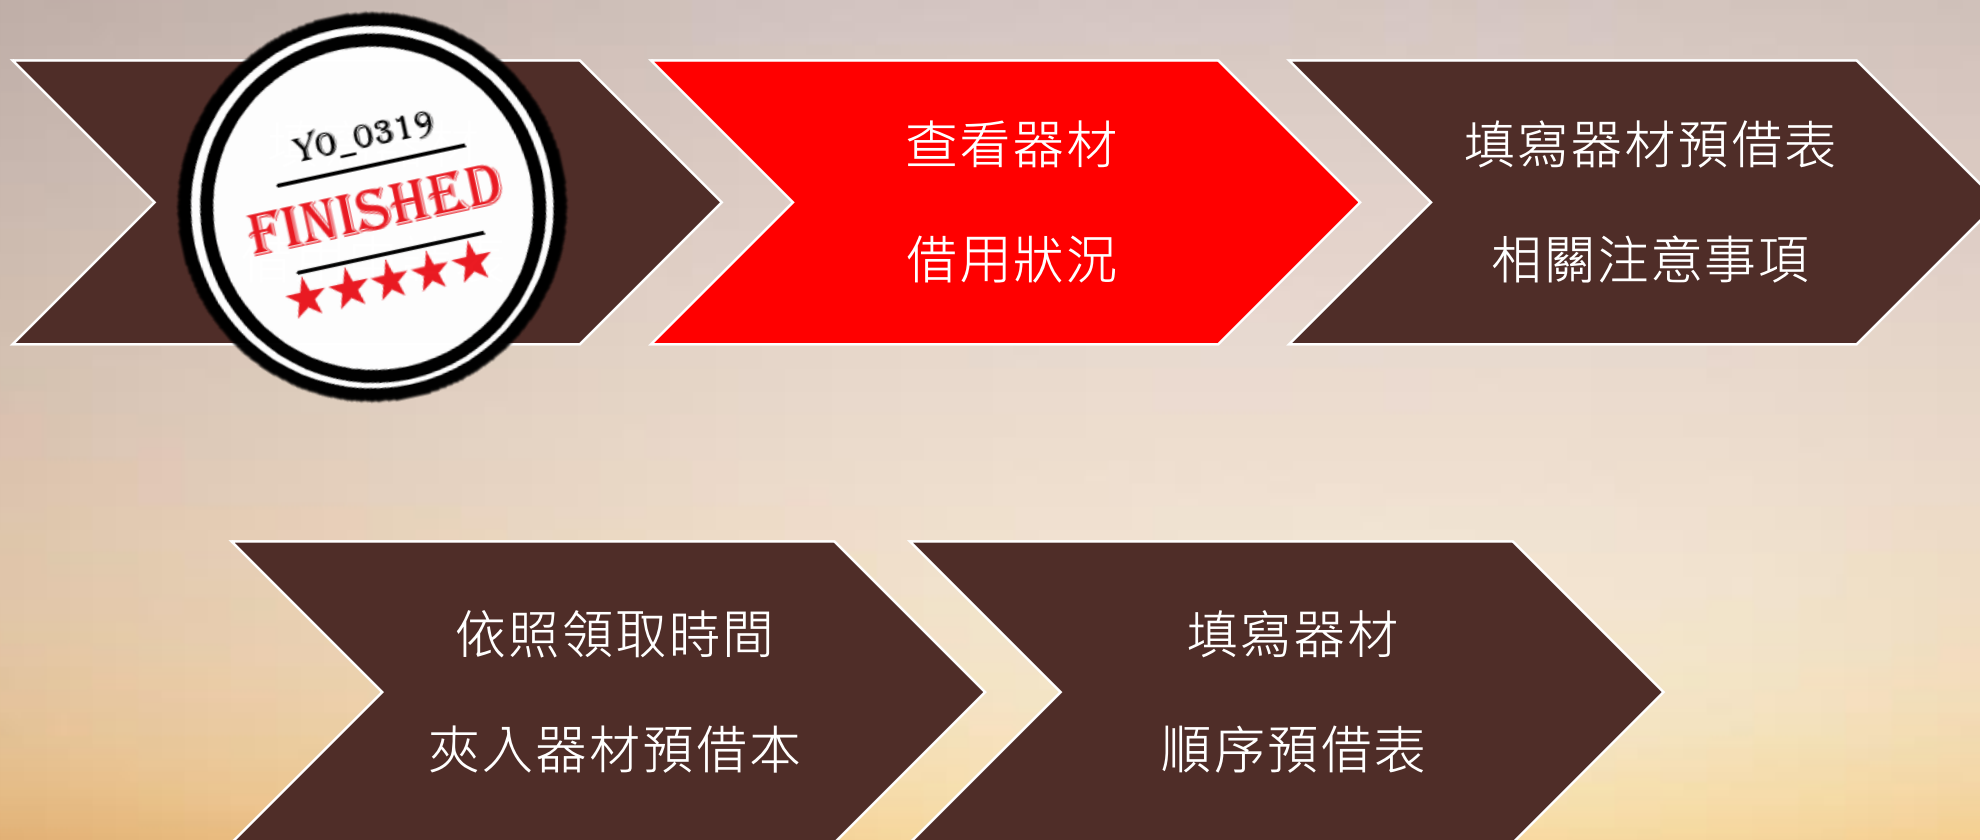 YO_0319
FINISHED
查看器材
借用狀況
填寫器材預借表
相關注意事項
依照領取時間
夾入器材預借本
填寫器材
順序預借表